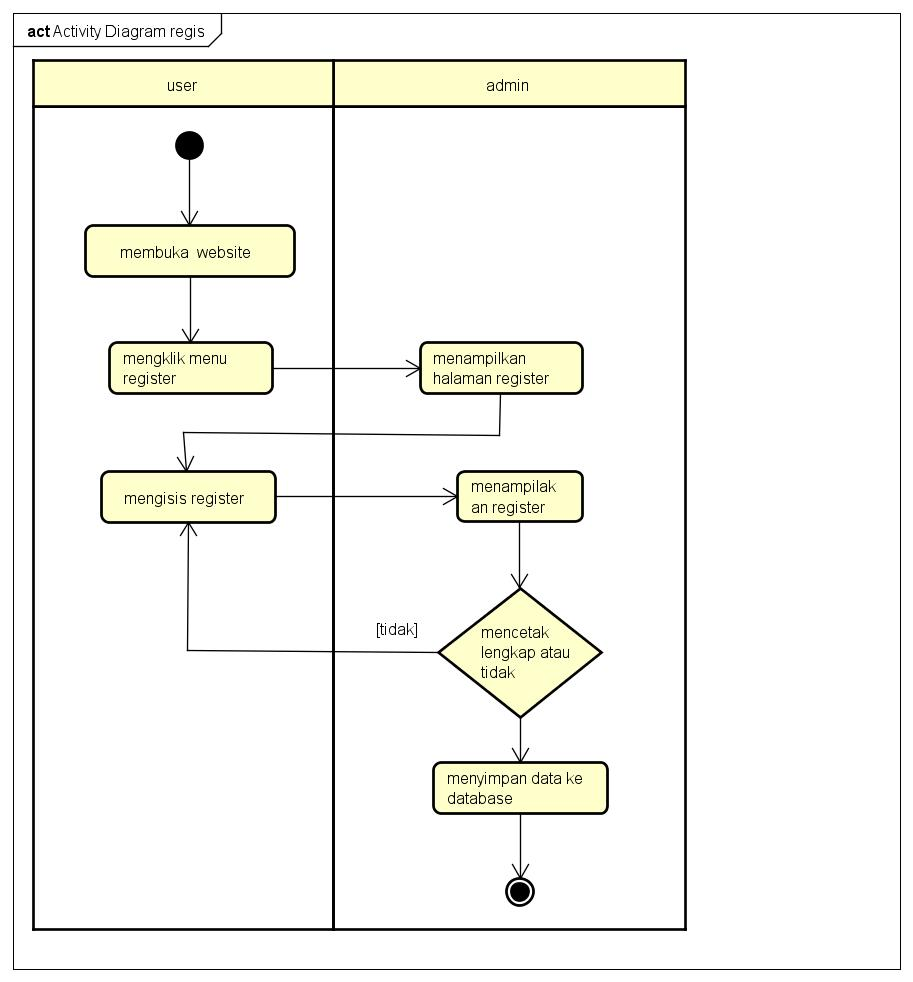 act Activity Diagram regis
user
admin
membuka website
mengklik menu
register
menampilkan
halaman register
mengisis register
menampilak
an register
[tidak]
mencetak
lengkap atau
tidak
menyimpan data ke
database